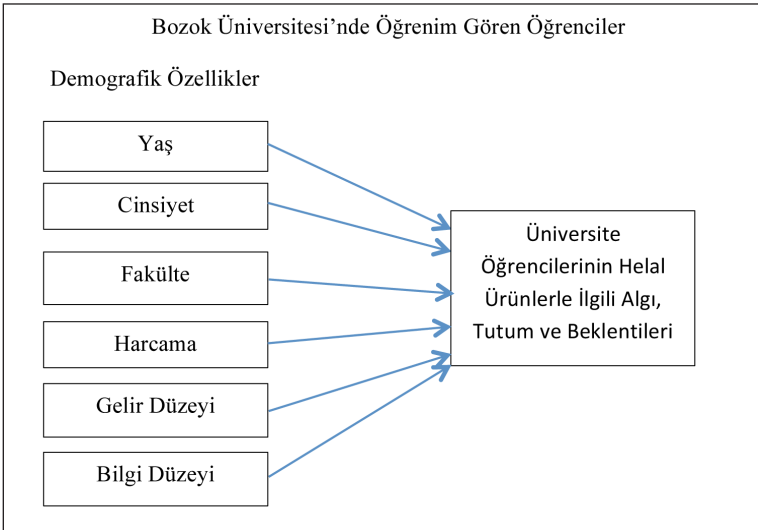 Bozok Üniversitesi’nde Öğrenim Gören Öğrenciler
Demografik Özellikler
Yaş
Cinsiyet
Fakülte
Harcama
Gelir Düzeyi
Bilgi Düzeyi
Üniversite
Öğrencilerinin Helal
Ürünlerle İlgili Algı,
Tutum ve Beklentileri